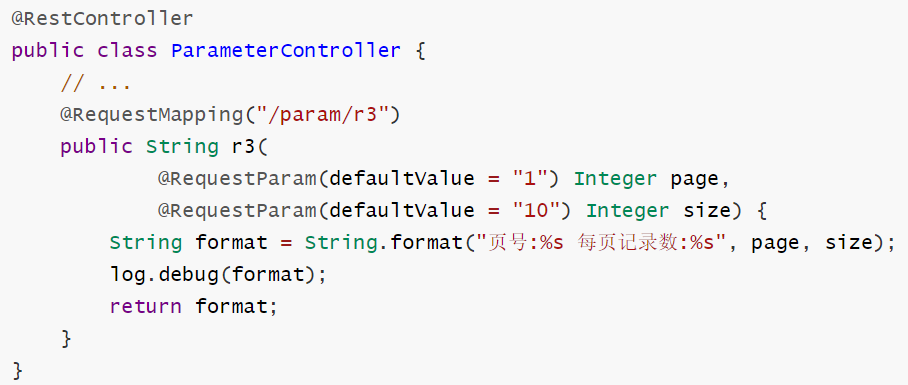 @RestController
public class ParameterController {
    // ...
    @RequestMapping("/param/r3")
    public String r3(
            @RequestParam(defaultValue = "1") Integer page,
            @RequestParam(defaultValue = "10") Integer size) {
        String format = String.format("页号:%s 每页记录数:%s", page, size);
        log.debug(format);
        return format;
    }
}